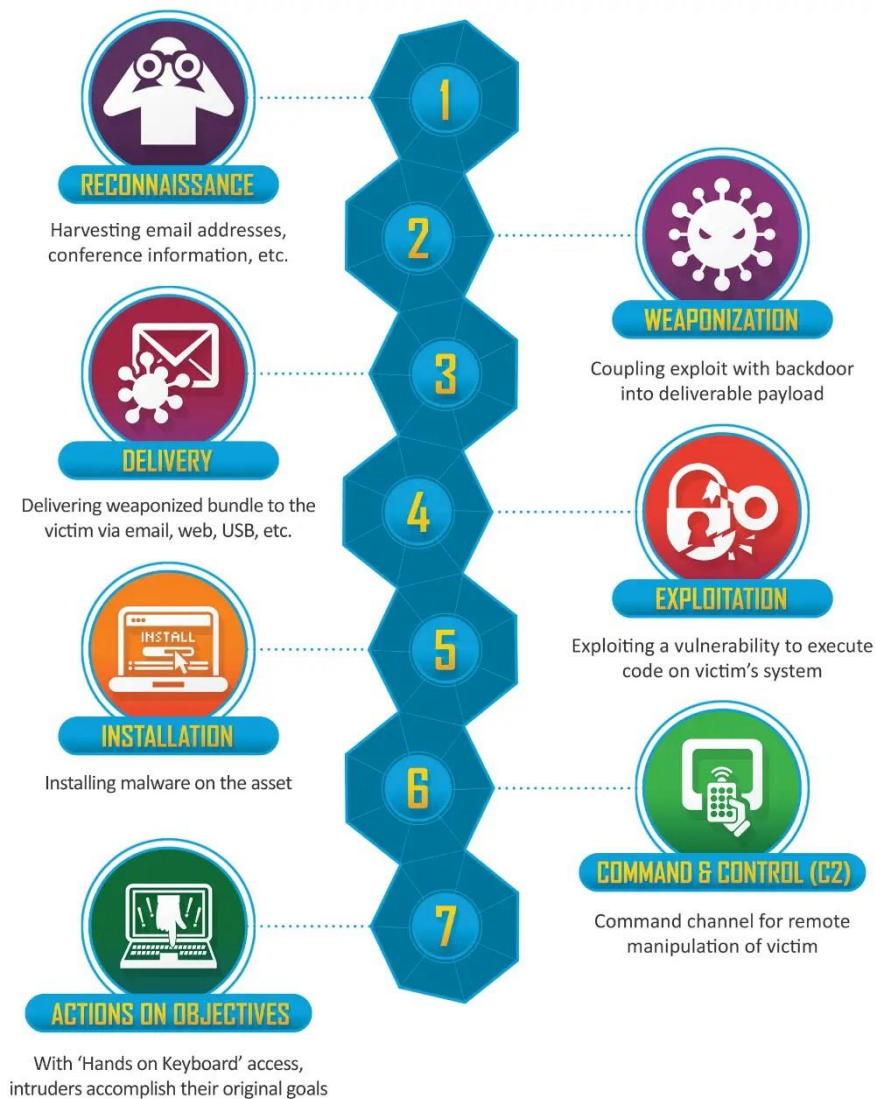 1
RECONNAISSANCE
Harvesting email addresses,
conference information, etc.
2
WEAPONIZATION
Coupling exploit with backdoor
into deliverable payload
3
DELIVERY
Delivering weaponized bundle to the
victim via email, web, USB, etc.
4
EXPLOITATION
Exploiting a vulnerability to execute
code on victim’s system
5
INSTALL
INSTALLATION
Installing malware on the asset
6
COMMAND & CONTROL (C2)
Command channel for remote
manipulation of victim
7
ACTIONS ON OBJECTIVES
With ‘Hands on Keyboard’ access,
intruders accomplish their original goals